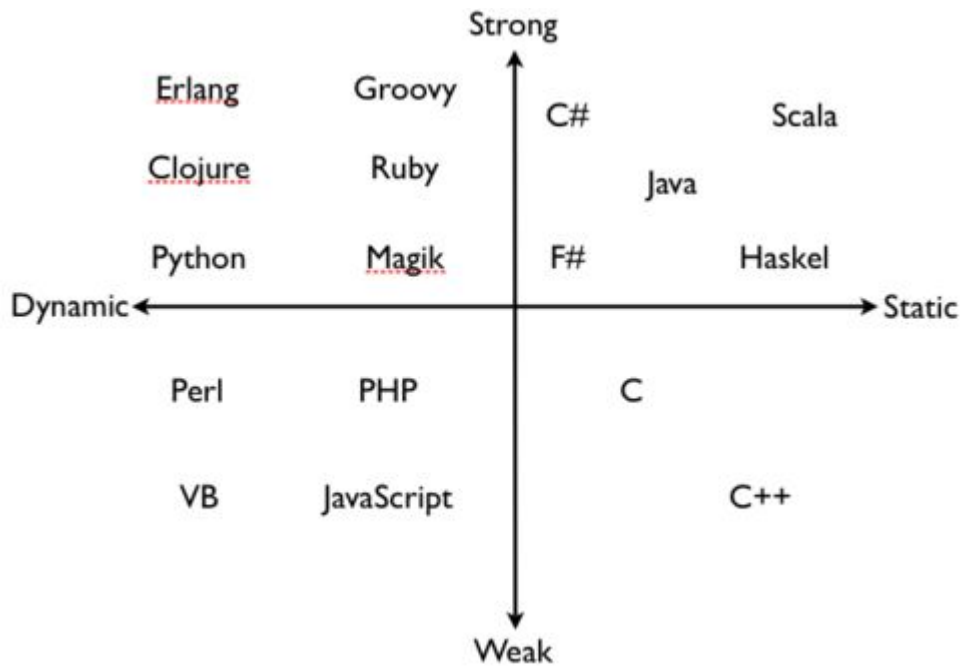 Strong
Erlang Groovy
C# Scala
Clojure Ruby
Java
Python Magik F# Haskel
Dynamic Static
Perl PHP C
VB JavaScript C++
Weak